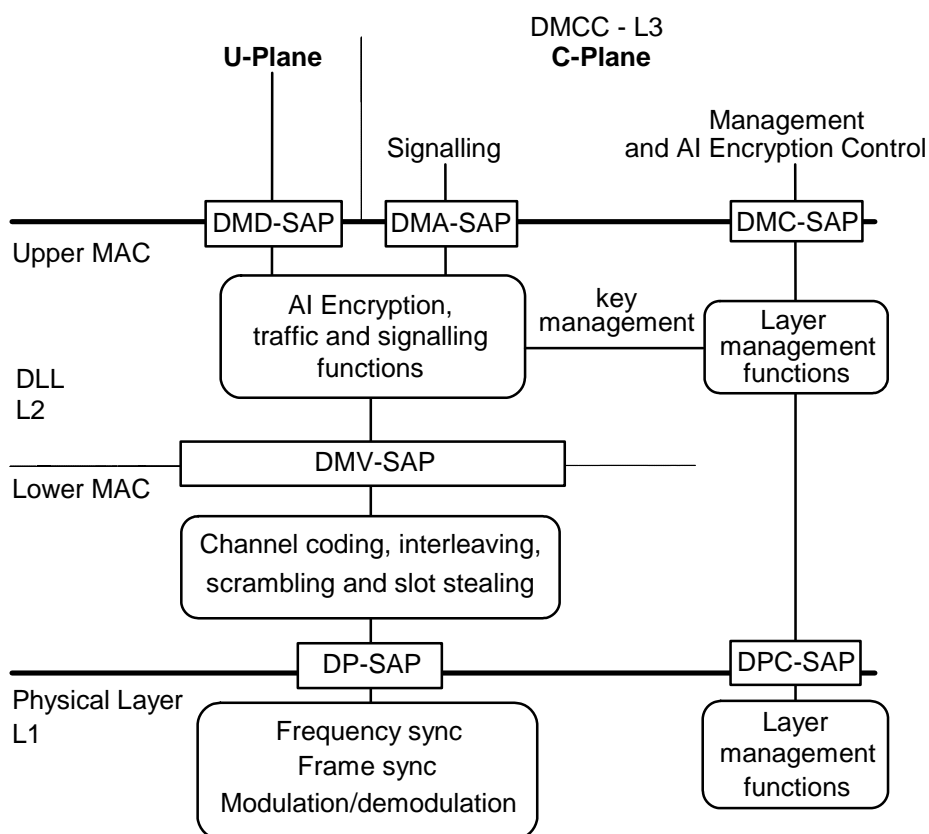 DMCC - L3
U-Plane
C-Plane
Signalling
Management
and AI Encryption Control
DMD-SAP
DMA-SAP
DMC-SAP
Upper MAC
AI Encryption,
traffic and signalling
functions
key
management
Layer
management
functions
DLL
L2
DMV-SAP
Lower MAC
Channel coding, interleaving,
scrambling and slot stealing
DP-SAP
DPC-SAP
Physical Layer
L1
Frequency sync
Frame sync
Modulation/demodulation
Layer
management
functions